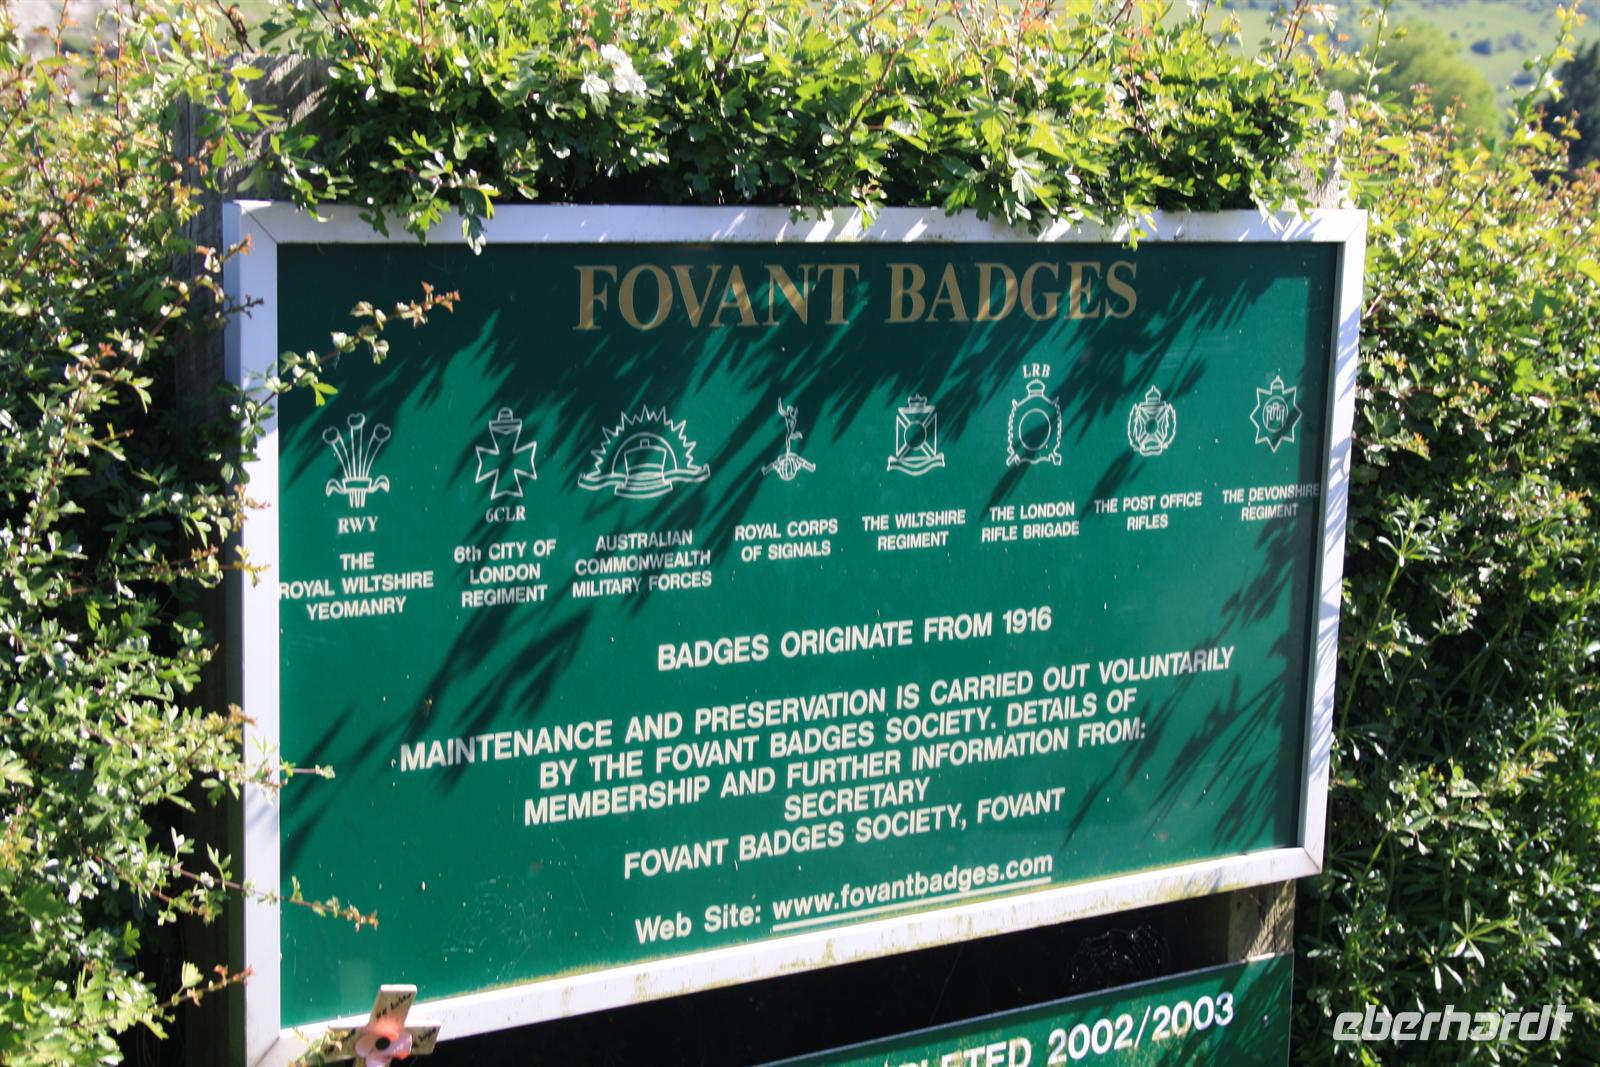 FOVANT BADGES
LRB
RWY
6CLR
THE
ROYAL WILTSHIRE
YEOMANRY
6th CITY OF
LONDON
REGIMENT
AUSTRALIAN
COMMONWEALTH
MILITARY FORCES
ROYAL CORPS
OF SIGNALS
THE WILTSHIRE
REGIMENT
THE LONDON
RIFLE BRIGADE
THE POST OFFICE
RIFLES
THE DEVONSHIRE
REGIMENT
BADGES ORIGINATE FROM 1916
MAINTENANCE AND PRESERVATION IS CARRIED OUT VOLUNTARILY
BY THE FOVANT BADGES SOCIETY. DETAILS OF
MEMBERSHIP AND FURTHER INFORMATION FROM:
SECRETARY
FOVANT BADGES SOCIETY, FOVANT
Web Site: www.fovantbadges.com
2002/2003
eberhardt